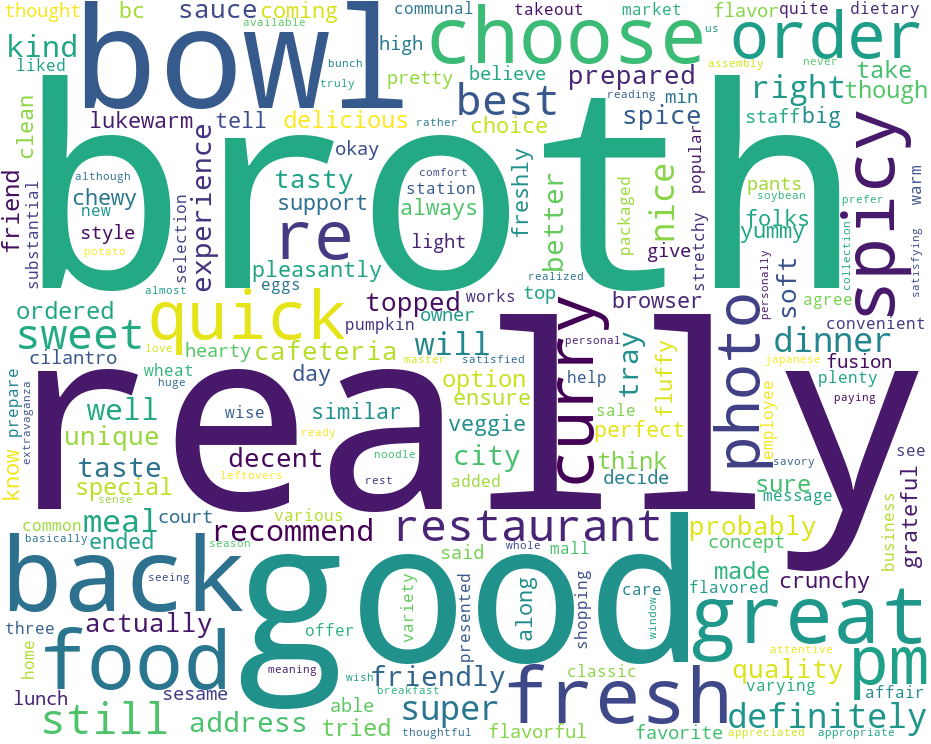 thought
bc
sauce
coming
available
communal
takeout
market
flavor
quite
dietary
kind
liked
bowl
bunch
truly
high
choose
us
order
assembly
never
pretty
believe
prepared
reading
min
right
take
though
clean
lukewarm
tell
delicious
rather
best
choice
spice
staff
big
broth
okay
experience
friend
substantial
although
chewy
new
style
potato
tasty
support
selection
re
comfort
station
always
light
freshly
better
packaged
nice
popular
stretchy
give
pants
soybean
folks
yummy
prefer
collection
spicy
warm
satisfying
pleasantly
eggs
realized
almost
ordered
sweet
quick
topped
works
top
browser
personally
soft
agree
pumpkin
owner
convenient
cilantro
love
hearty
cafeteria
will
master
satisfied
curry
personal
tray
photo
dinner
japanese
fusion
prepare
extravaganza
wheat
huge
day
option
ensure
help
fluffy
plenty
paying
really
well
wise
similar
veggie
sale
perfect
employee
unique
ready
know
taste
decent
noodle
city
think
savory
see
special
leftovers
rest
added
decide
sure
message
sense
meal
court
various
recommend
restaurant
probably
grateful
business
common
basically
ended
season
said
whole
mall
concept
back
seeing
good
made
flavored
crunchy
three
actually
offer
variety
presented
along
shopping
care
window
great
home
food
meaning
wish
friendly
classic
attentive
quality
varying
pm
affair
lunch
sesame
breakfast
able
super
fresh
still
address
tried
thoughtful
flavorful
favorite
appreciated
definitely
appropriate